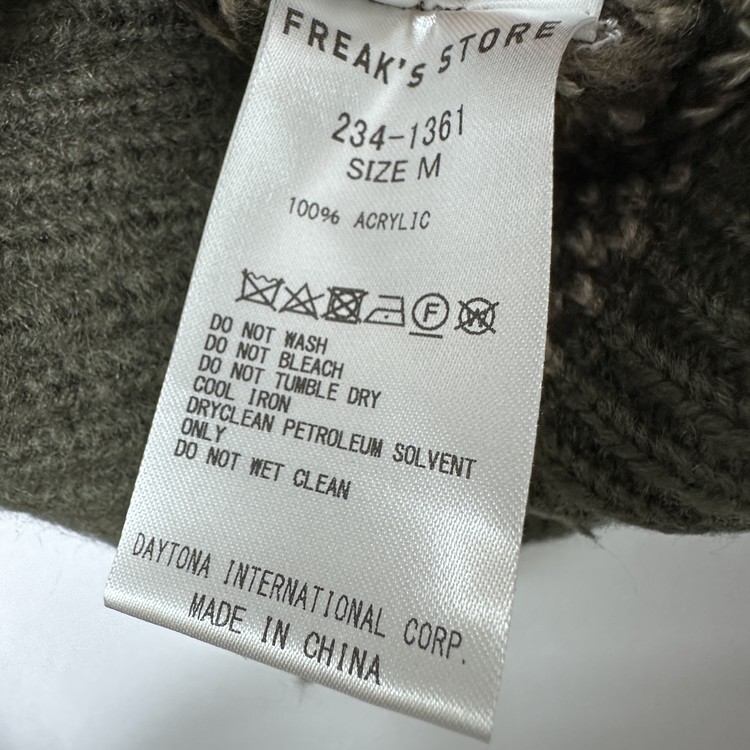 FREAK'S STORE
234-1361
SIZE M
100% ACRYLIC
F W
DO NOT WASH
DO NOT BLEACH
DO NOT TUMBLE DRY
COOL IRON
DRYCLEAN PETROLEUM SOLVENT
ONLY
DO NOT WET CLEAN
DAYTONA INTERNATIONAL CORP.
MADE IN CHINA